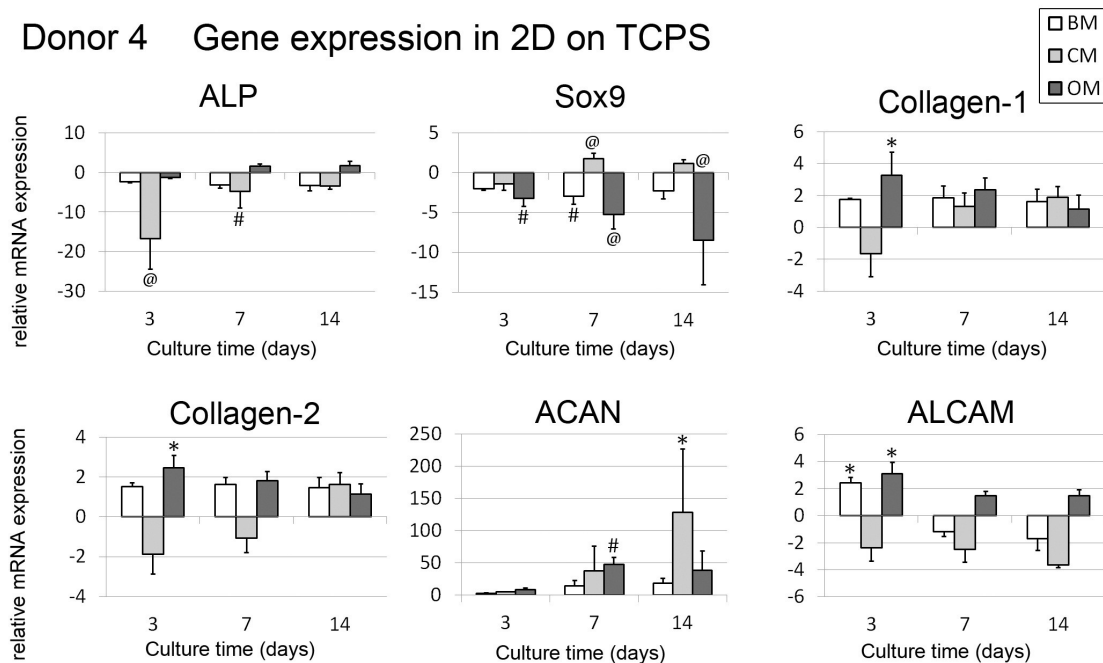 Donor 4 Gene expression in 2D on TCPS
BM
CM
OM
ALP
relative mRNA expression
10
0
-10
-20
-30
@
#
3 7 14
Culture time (days)
Sox9
5
0
-5
-10
-15
#
#
@
@
@
3 7 14
Culture time (days)
Collagen-1
6
4
2
0
-2
-4
*
3 7 14
Culture time (days)
Collagen-2
relative mRNA expression
4
2
0
-2
-4
*
3 7 14
Culture time (days)
ACAN
250
200
150
100
50
0
#
*
3 7 14
Culture time (days)
ALCAM
6
4
2
0
-2
-4
-6
*
*
3 7 14
Culture time (days)